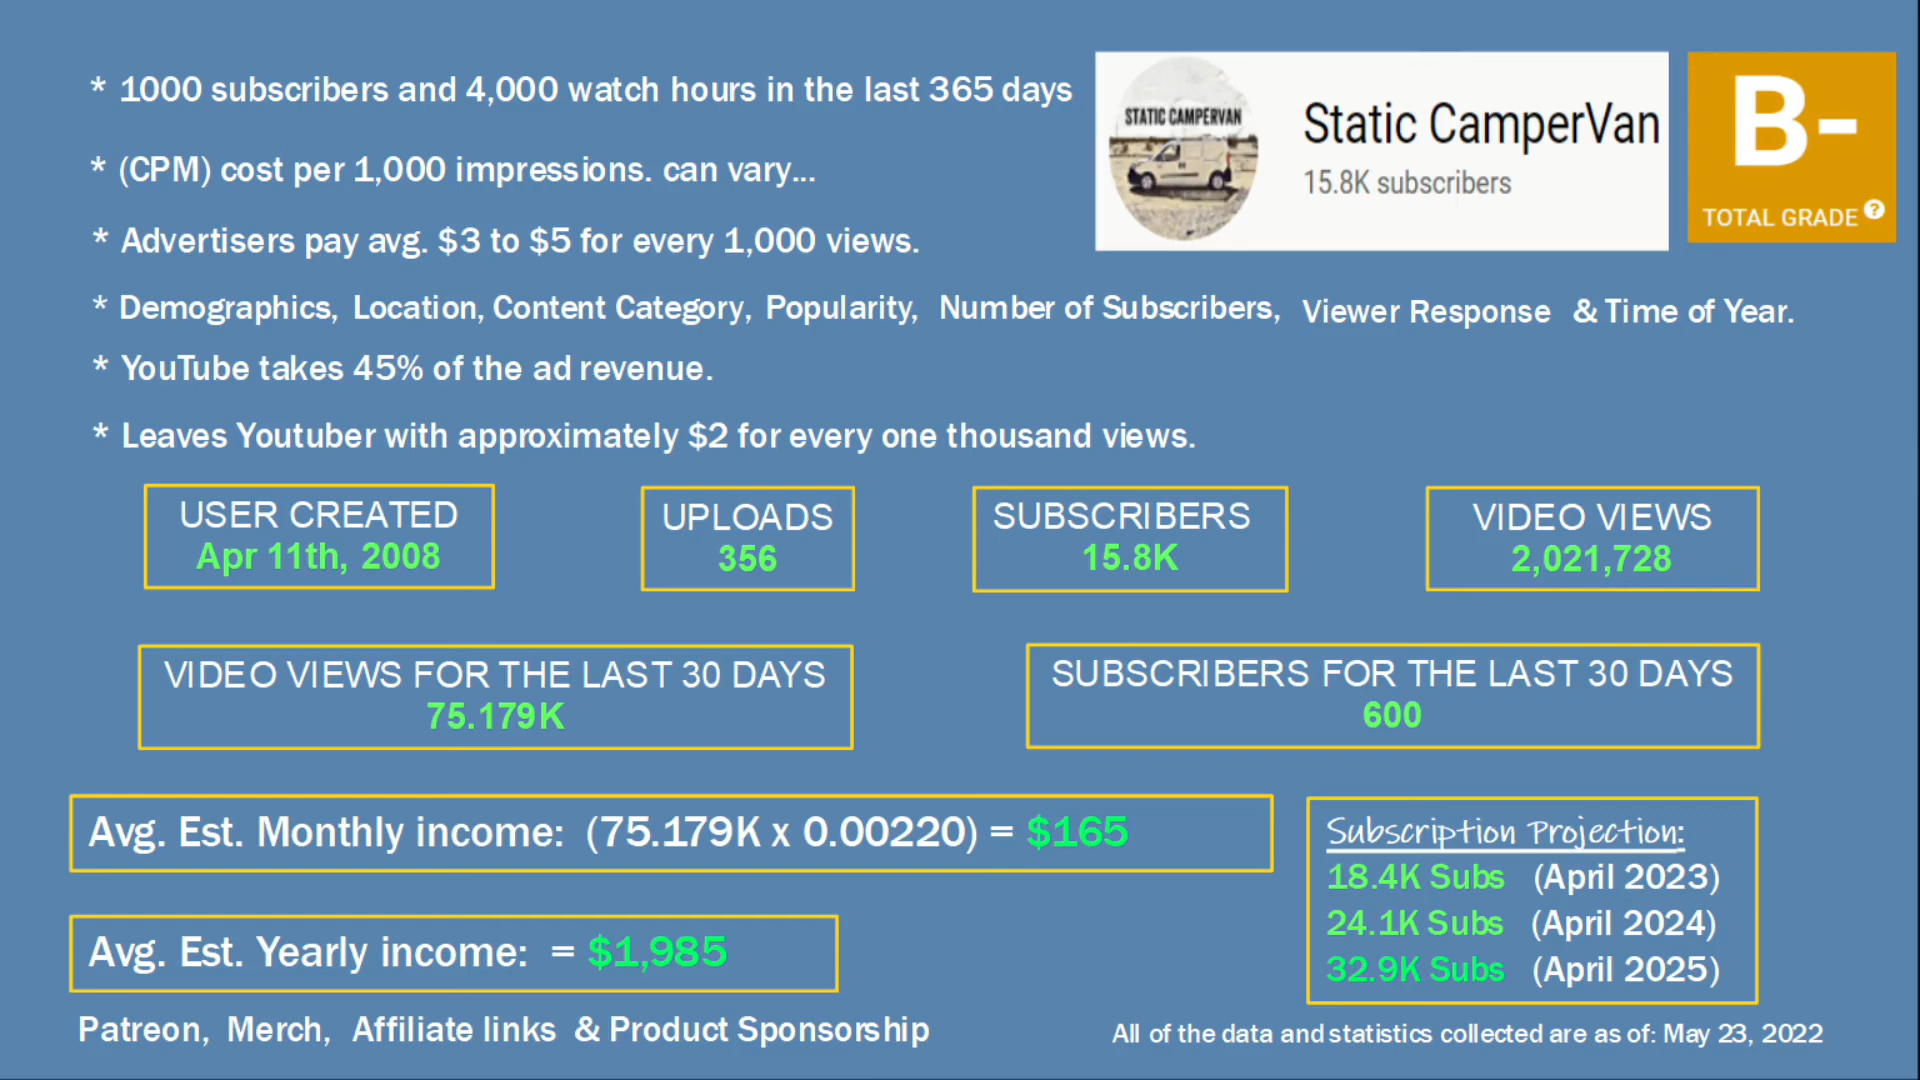 * 1000 subscribers and 4,000 watch hours in the last 365 days
STATIC CAMPERVAN
Static CamperVan
15.8K subscribers
B-
TOTAL GRADE ?
* (CPM) cost per 1,000 impressions. can vary...
* Advertisers pay avg. $3 to $5 for every 1,000 views.
* Demographics, Location, Content Category, Popularity, Number of Subscribers, Viewer Response & Time of Year.
* YouTube takes 45% of the ad revenue.
* Leaves Youtuber with approximately $2 for every one thousand views.
USER CREATED
Apr 11th, 2008
UPLOADS
356
SUBSCRIBERS
15.8K
VIDEO VIEWS
2,021,728
VIDEO VIEWS FOR THE LAST 30 DAYS
75.179K
SUBSCRIBERS FOR THE LAST 30 DAYS
600
Avg. Est. Monthly income: (75.179K x 0.00220) = $165
Avg. Est. Yearly income: = $1,985
Subscription Projection:
18.4K Subs (April 2023)
24.1K Subs (April 2024)
32.9K Subs (April 2025)
Patreon, Merch, Affiliate links & Product Sponsorship
All of the data and statistics collected are as of: May 23, 2022